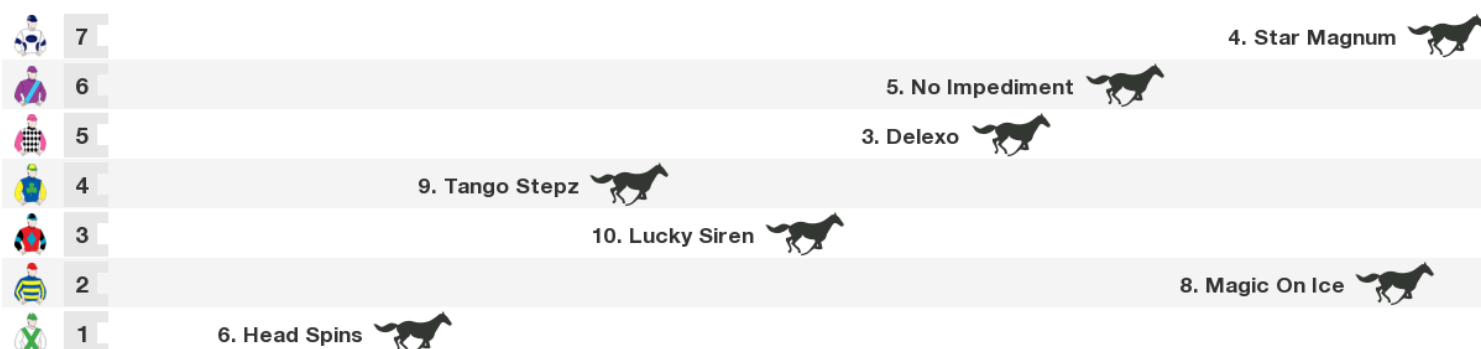 7 4. Star Magnum
6 5. No Impediment
5 3. Delexo
4 9. Tango Stepz
3 10. Lucky Siren
2 8. Magic On Ice
1 6. Head Spins